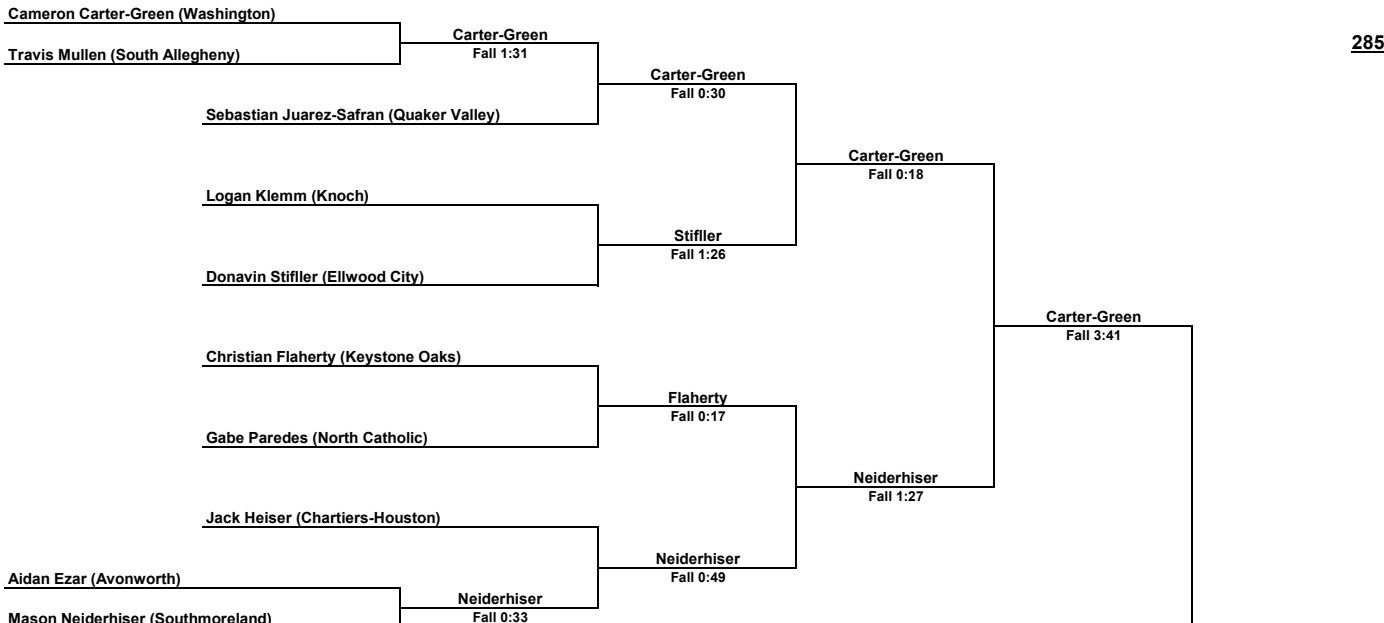 Cameron Carter-Green (Washington)
Carter-Green
285
Travis Mullen (South Allegheny)
Fall 1:31
Carter-Green
Fall 0:30
Sebastian Juarez-Safran (Quaker Valley)
Carter-Green
Fall 0:18
Logan Klemm (Knoch)
Stifller
Fall 1:26
Donavin Stifller (Ellwood City)
Carter-Green
Fall 3:41
Christian Flaherty (Keystone Oaks)
Flaherty
Fall 0:17
Gabe Paredes (North Catholic)
Neiderhiser
Fall 1:27
Jack Heiser (Chartiers-Houston)
Neiderhiser
Fall 0:49
Aidan Ezar (Avonworth)
Neiderhiser
Fall 0:33
Mason Neiderhiser (Southmoreland)